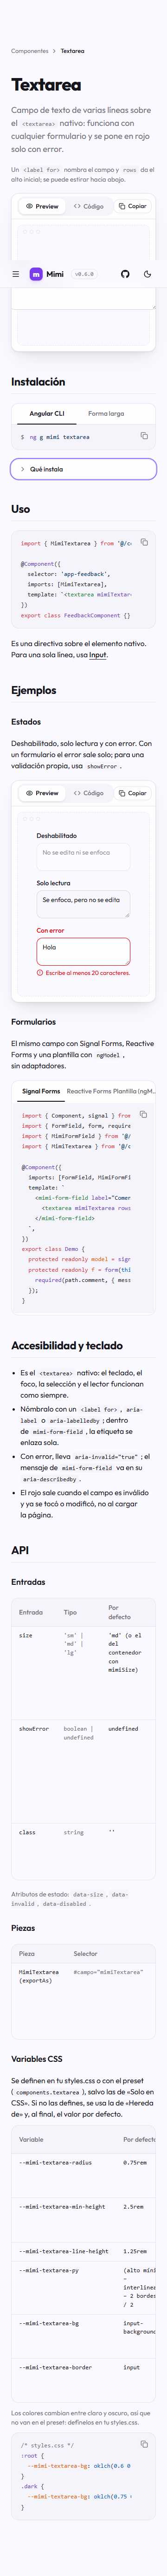 Componentes > Textarea
Textarea
Campo de texto de varias líneas sobre
el <textarea> nativo: funciona con
cualquier formulario y se pone en rojo
solo con error.
Un <label for> nombra el campo y rows da el
alto inicial; se puede estirar hacia abajo.
Preview
Código
Copiar
m Mimi v0.6.0
Instalación
Angular CLI
Forma larga
$ ng g mimi textarea
Qué instala
Uso
import { MimiTextarea } from '@/c
@Component({
selector: 'app-feedback',
imports: [MimiTextarea],
template: `<textarea mimiTextar
})
export class FeedbackComponent {}
Es una directiva sobre el elemento nativo.
Para una sola línea, usa Input.
Ejemplos
Estados
Deshabilitado, solo lectura y con error. Con
un formulario el error sale solo; para una
validación propia, usa showError .
Preview
Código
Copiar
Deshabilitado
No se edita ni se enfoca
Solo lectura
Se enfoca, pero no se edita
Con error
Hola
Escribe al menos 20 caracteres.
Formularios
El mismo campo con Signal Forms, Reactive
Forms y una plantilla con ngModel ,
sin adaptadores.
Signal Forms
Reactive Forms
Plantilla (ngM…
import { Component, signal } from
import { FormField, form, require
import { MimiFormField } from '@/
import { MimiTextarea } from '@/c
@Component({
imports: [FormField, MimiFormFi
template: `
<mimi-form-field label="Comer
<textarea mimiTextarea rows
</mimi-form-field>
`,
})
export class Demo {
protected readonly model = sign
protected readonly f = form(thi
required(path.comment, { mess
});
}
Accesibilidad y teclado
Es el <textarea> nativo: el teclado, el
foco, la selección y el lector funcionan
como siempre.
Nómbralo con un <label for> , aria-
label o aria-labelledby ; dentro
de mimi-form-field , la etiqueta se
enlaza sola.
Con error, lleva aria-invalid="true" ; el
mensaje de mimi-form-field va en su
aria-describedby .
El rojo sale cuando el campo es inválido
y ya se tocó o modificó, no al cargar
la página.
API
Entradas
Entrada Tipo Por defecto
size 'sm' | 'md' | 'lg' 'md' (o el del contenedor con mimiSize)
showError boolean | undefined undefined
class string ''
Atributos de estado: data-size , data-
invalid , data-disabled .
Piezas
Pieza Selector
MimiTextarea (exportAs) #campo="mimiTextarea"
Variables CSS
Se definen en tu styles.css o con el preset
( components.textarea ), salvo las de «Solo en
CSS». Si no las defines, se usa la de «Hereda
de» y, al final, el valor por defecto.
Variable Por defecto
--mimi-textarea-radius 0.75rem
--mimi-textarea-min-height 2.5rem
--mimi-textarea-line-height 1.25rem
--mimi-textarea-py (alto míni - interlinea - 2 bordes / 2
--mimi-textarea-bg input-background
--mimi-textarea-border input
Los colores cambian entre claro y oscuro, así que
no van en el preset: defínelos en tu styles.css.
/* styles.css */
:root {
--mimi-textarea-bg: oklch(0.6 0
}
.dark {
--mimi-textarea-bg: oklch(0.75
}